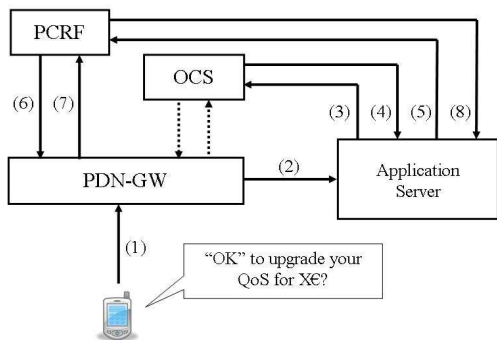 PCRF
OCS
(6)
(7)
(3)
(4)
(5)
(8)
(2)
PDN-GW
Application
Server
(1)
“OK” to upgrade your
QoS for X€?